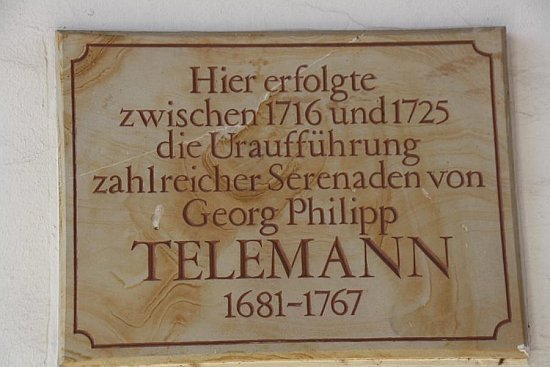 Hier erfolgte
zwischen 1716 und 1725
die Uraufführung
zahlreicher Serenaden von
Georg Philipp
TELEMANN
1681–1767